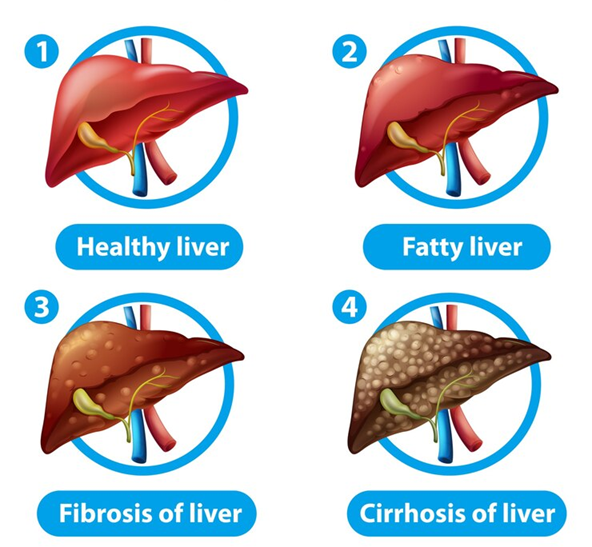 1
2
Healthy liver
Fatty liver
3
4
Fibrosis of liver
Cirrhosis of liver